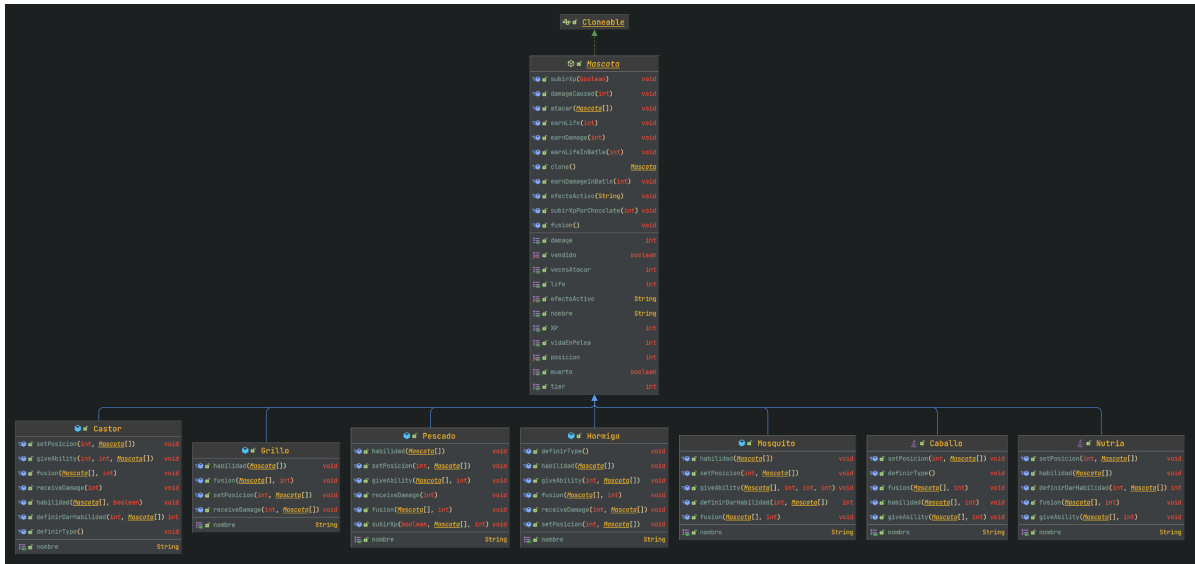 Cloneable
Mascota
subirXp(boolean) void
damageCaused(int) void
atacar(Mascota[]) void
earnLife(int) void
earnDamage(int) void
earnLifeInBatle(int) void
clone() Mascota
earnDamageInBatle(int) void
efectoActivo(String) void
subirXpPorChocolate(int) void
fusion() void
damage int
vendido boolean
vecesAtacar int
life int
efectoActivo String
nombre String
XP int
vidaEnPelea int
posicion int
muerto boolean
tier int
Castor
setPosicion(int, Mascota[]) void
giveAbility(int, int, Mascota[]) void
fusion(Mascota[], int) void
receiveDamage(int) void
habilidad(Mascota[], boolean) void
definirDarHabilidad(int, Mascota[]) int
definirType() void
nombre String
Grillo
habilidad(Mascota[]) void
fusion(Mascota[], int) void
setPosicion(int, Mascota[]) void
receiveDamage(int, Mascota[]) void
nombre String
Pescado
habilidad(Mascota[]) void
setPosicion(int, Mascota[]) void
giveAbility(Mascota[], int) void
receiveDamage(int) void
fusion(Mascota[], int) void
subirXp(boolean, Mascota[], int) void
nombre String
Hormiga
definirType() void
habilidad(Mascota[]) void
giveAbility(int, Mascota[]) void
fusion(Mascota[], int) void
receiveDamage(int, Mascota[]) void
setPosicion(int, Mascota[]) void
nombre String
Mosquito
habilidad(Mascota[]) void
setPosicion(int, Mascota[]) void
giveAbility(Mascota[], int, int, int) void
definirDarHabilidad(int, Mascota[]) int
fusion(Mascota[], int) void
nombre String
Caballo
setPosicion(int, Mascota[]) void
definirType() void
fusion(Mascota[], int) void
habilidad(Mascota[], int) void
giveAbility(Mascota[], int, int) void
nombre String
Nutria
setPosicion(int, Mascota[]) void
habilidad(Mascota[]) void
definirDarHabilidad(int, Mascota[]) int
fusion(Mascota[], int) void
giveAbility(Mascota[], int) void
nombre String